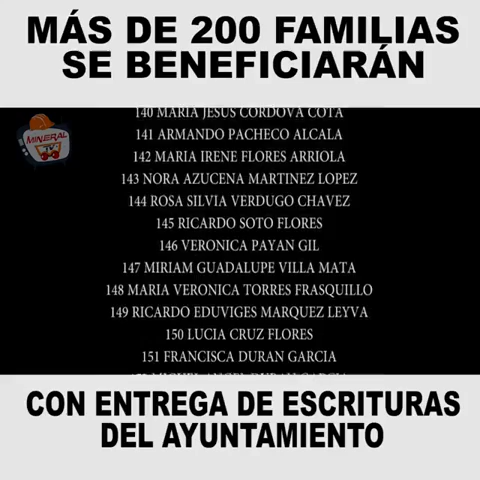 MÁS DE 200 FAMILIAS
SE BENEFICIARÁN
MINERAL
TV
140 MARIA JESUS CORDOVA COTA
141 ARMANDO PACHECO ALCALA
142 MARIA IRENE FLORES ARRIOLA
143 NORA AZUCENA MARTINEZ LOPEZ
144 ROSA SILVIA VERDUGO CHAVEZ
145 RICARDO SOTO FLORES
146 VERONICA PAYAN GIL
147 MIRIAM GUADALUPE VILLA MATA
148 MARIA VERONICA TORRES FRASQUILLO
149 RICARDO EDUVIGES MARQUEZ LEYVA
150 LUCIA CRUZ FLORES
151 FRANCISCA DURAN GARCIA
CON ENTREGA DE ESCRITURAS
DEL AYUNTAMIENTO